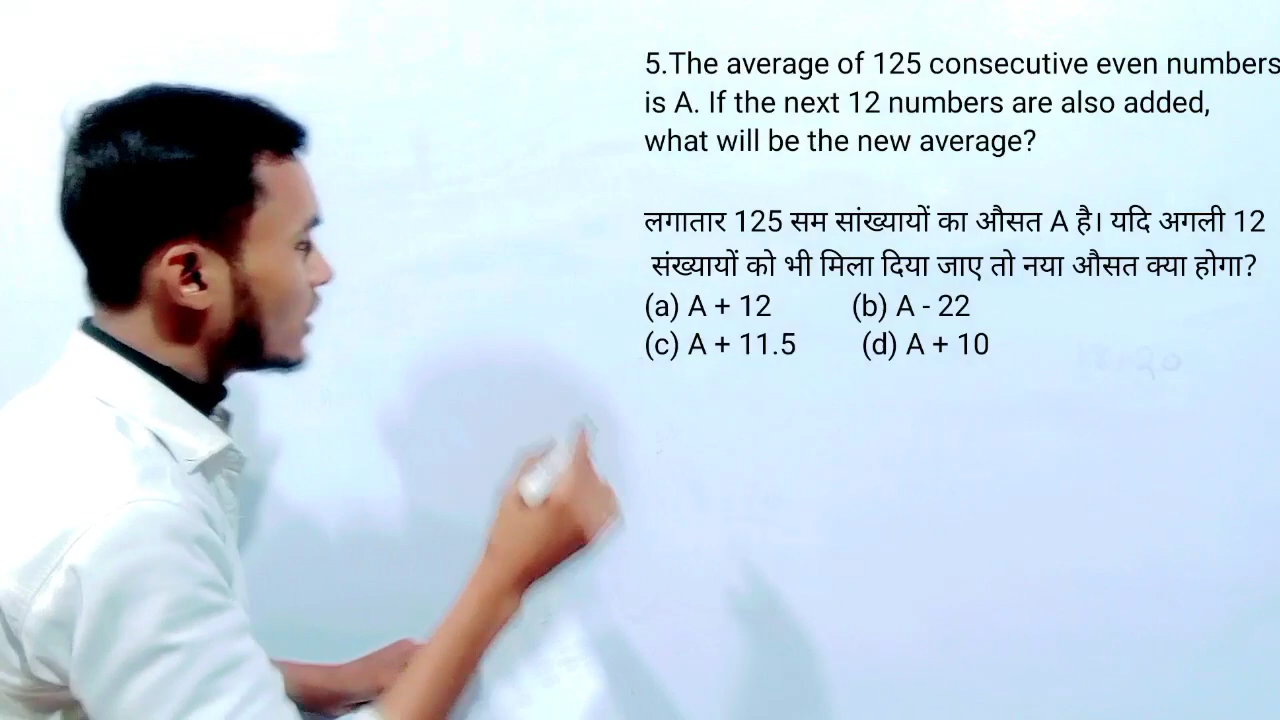 5.The average of 125 consecutive even numbers
is A. If the next 12 numbers are also added,
what will be the new average?
लगातार 125 सम सांख्यायों का औसत A है। यदि अगली 12
संख्यायों को भी मिला दिया जाए तो नया औसत क्या होगा?
(a) A + 12 (b) A - 22
(c) A + 11.5 (d) A + 10